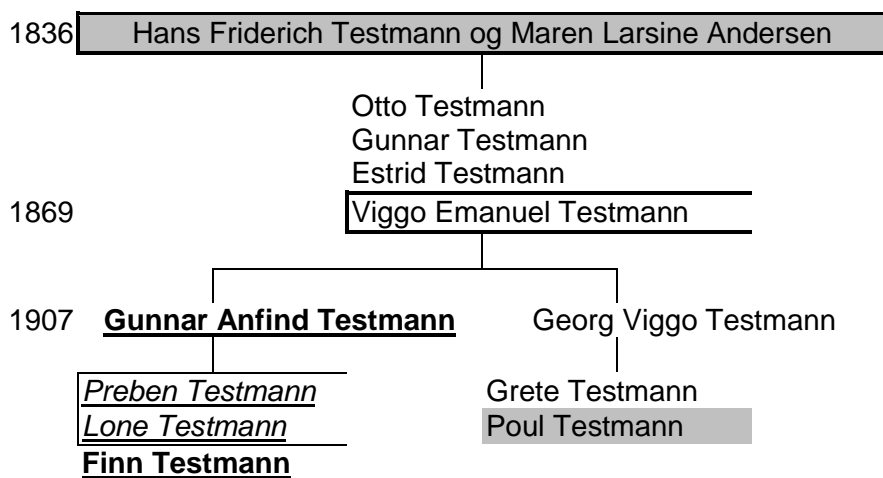 1836 Hans Friderich Testmann og Maren Larsine Andersen
Otto Testmann
Gunnar Testmann
Estrid Testmann
1869 Viggo Emanuel Testmann
1907 Gunnar Anfind Testmann Georg Viggo Testmann
Preben Testmann Grete Testmann
Lone Testmann Poul Testmann
Finn Testmann